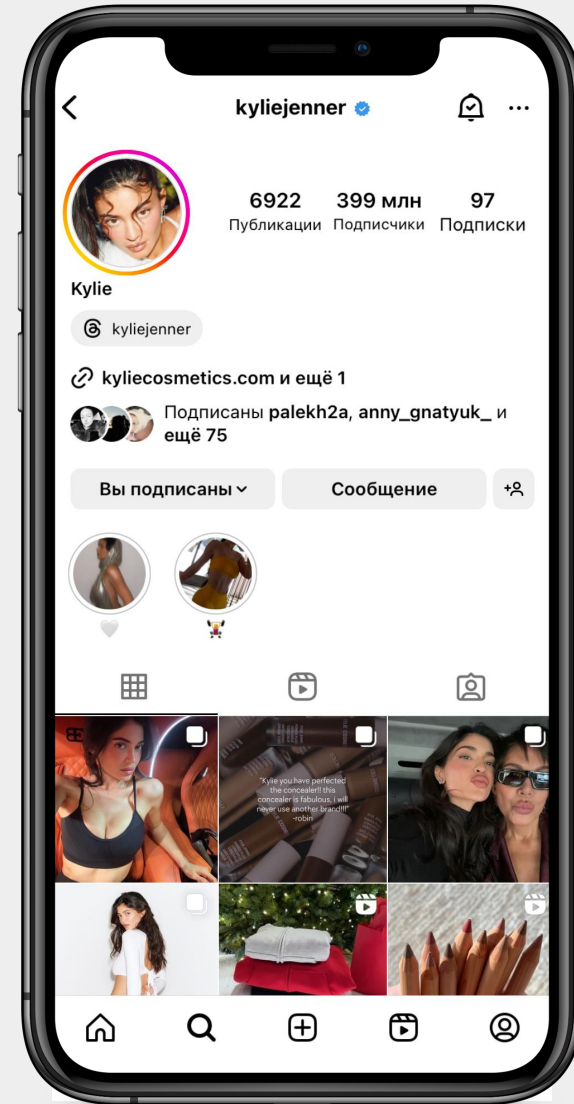 kyliejenner
6922 399 млн 97
Публикации Подписчики Подписки
Kylie
kyliejenner
kyliecosmetics.com и ещё 1
Подписаны palekh2a, anny_gnatyuk_ и
ещё 75
Вы подписаны Сообщение
"Kylie you have perfected
the concealer!! this
concealer is fabulous, i will
never use another brand!!!"
-robin